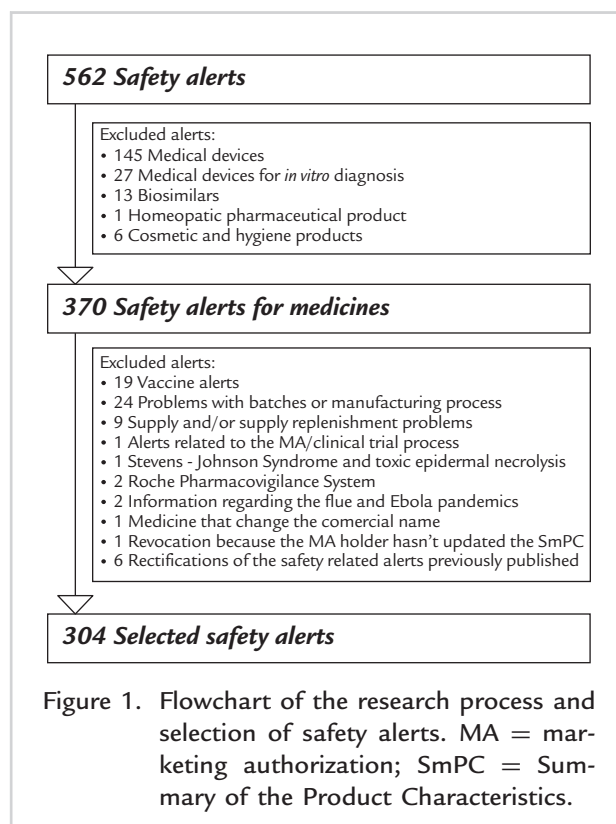 562 Safety alerts
Excluded alerts:
• 145 Medical devices
• 27 Medical devices for in vitro diagnosis
• 13 Biosimilars
• 1 Homeopatic pharmaceutical product
• 6 Cosmetic and hygiene products
370 Safety alerts for medicines
Excluded alerts:
• 19 Vaccine alerts
• 24 Problems with batches or manufacturing process
• 9 Supply and/or supply replenishment problems
• 1 Alerts related to the MA/clinical trial process
• 1 Stevens - Johnson Syndrome and toxic epidermal necrolysis
• 2 Roche Pharmacovigilance System
• 2 Information regarding the flue and Ebola pandemics
• 1 Medicine that change the comercial name
• 1 Revocation because the MA holder hasn't updated the SmPC
• 6 Rectifications of the safety related alerts previously published
304 Selected safety alerts
Figure 1. Flowchart of the research process and
selection of safety alerts. MA = mar-
keting authorization; SmPC = Sum-
mary of the Product Characteristics.